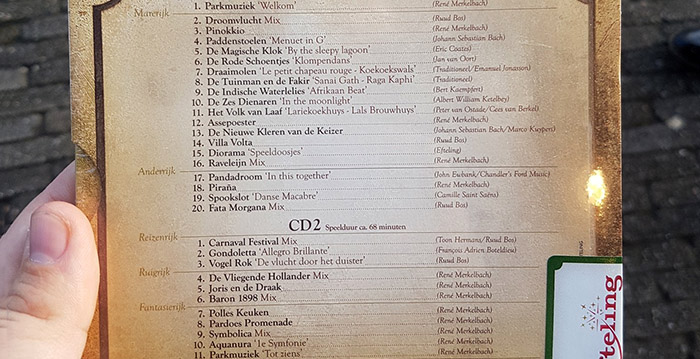 Marerijk
1. Parkmuziek 'Welkom' (René Merkelbach)
2. Droomvlucht Mix (Ruud Bos)
3. Pinokkio (René Merkelbach)
4. Paddenstoelen 'Menuet in G' (Johann Sebastian Bach)
5. De Magische Klok 'By the sleepy lagoon' (Eric Coates)
6. De Rode Schoentjes 'Klompendans' (Jan van Oort)
7. Draaimolen 'Le petit chapeau rouge - Koekoekswals' (Traditioneel/Emanuel Jonasson)
8. De Tuinman en de Fakir 'Sanai Gath - Raga Kaphi' (Traditioneel)
9. De Indische Waterlelies 'Afrikaan Beat' (Bert Kaempfert)
10. De Zes Dienaren 'In the moonlight' (Albert William Ketelbey)
11. Het Volk van Laaf 'Lariekoekhuys - Lals Brouwhuys' (Peter van Ostade/Cees van Berkel)
12. Assepoester (René Merkelbach)
13. De Nieuwe Kleren van de Keizer (Johann Sebastian Bach/Marco Kuypers)
14. Villa Volta (Ruud Bos)
15. Diorama 'Speeldoosjes' (Efteling)
16. Raveleijn Mix (René Merkelbach)
Anderrijk
17. Pandadroom 'In this together' (John Ewbank/Chandler's Ford Music)
18. Piraña (René Merkelbach)
19. Spookslot 'Danse Macabre' (Camille Saint Saëns)
20. Fata Morgana Mix (Ruud Bos)
CD2 Speelduur ca. 68 minuten
Reizenrijk
1. Carnaval Festival Mix (Toon Hermans/Ruud Bos)
2. Gondoletta 'Allegro Brillante' (François Adrien Boieldieu)
3. Vogel Rok 'De vlucht door het duister' (Ruud Bos)
Ruigrijk
4. De Vliegende Hollander Mix (René Merkelbach)
5. Joris en de Draak (René Merkelbach)
6. Baron 1898 Mix (René Merkelbach)
Fantasierijk
7. Polles Keuken (René Merkelbach)
8. Pardoes Promenade (René Merkelbach)
9. Symbolica Mix (René Merkelbach)
10. Aquanura '1e Symfonie' (René Merkelbach)
11. Parkmuziek 'Tot ziens' (René Merkelbach)
teling